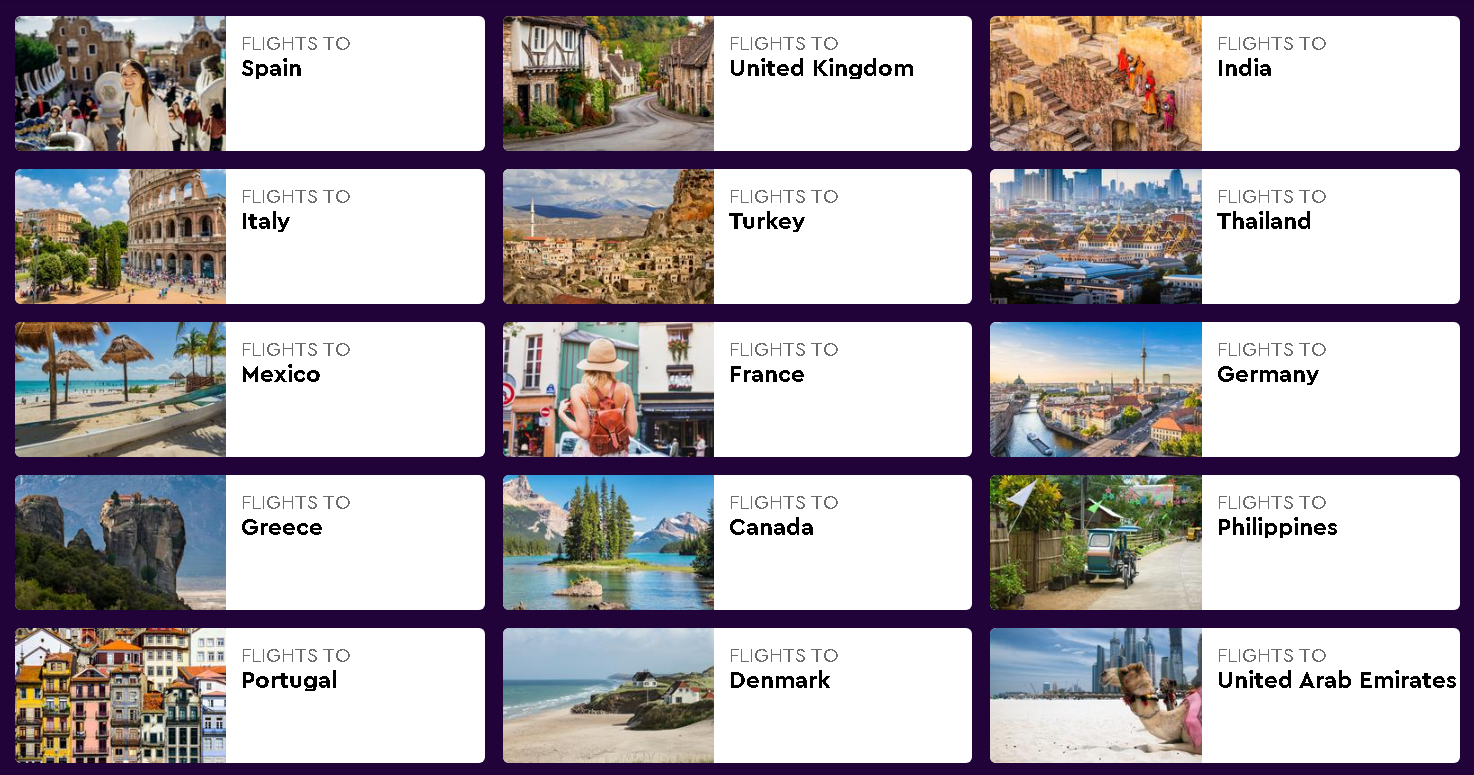 FLIGHTS TO
Spain
FLIGHTS TO
United Kingdom
FLIGHTS TO
India
FLIGHTS TO
Italy
FLIGHTS TO
Turkey
FLIGHTS TO
Thailand
FLIGHTS TO
Mexico
FLIGHTS TO
France
FLIGHTS TO
Germany
FLIGHTS TO
Greece
FLIGHTS TO
Canada
FLIGHTS TO
Philippines
FLIGHTS TO
Portugal
FLIGHTS TO
Denmark
FLIGHTS TO
United Arab Emirates